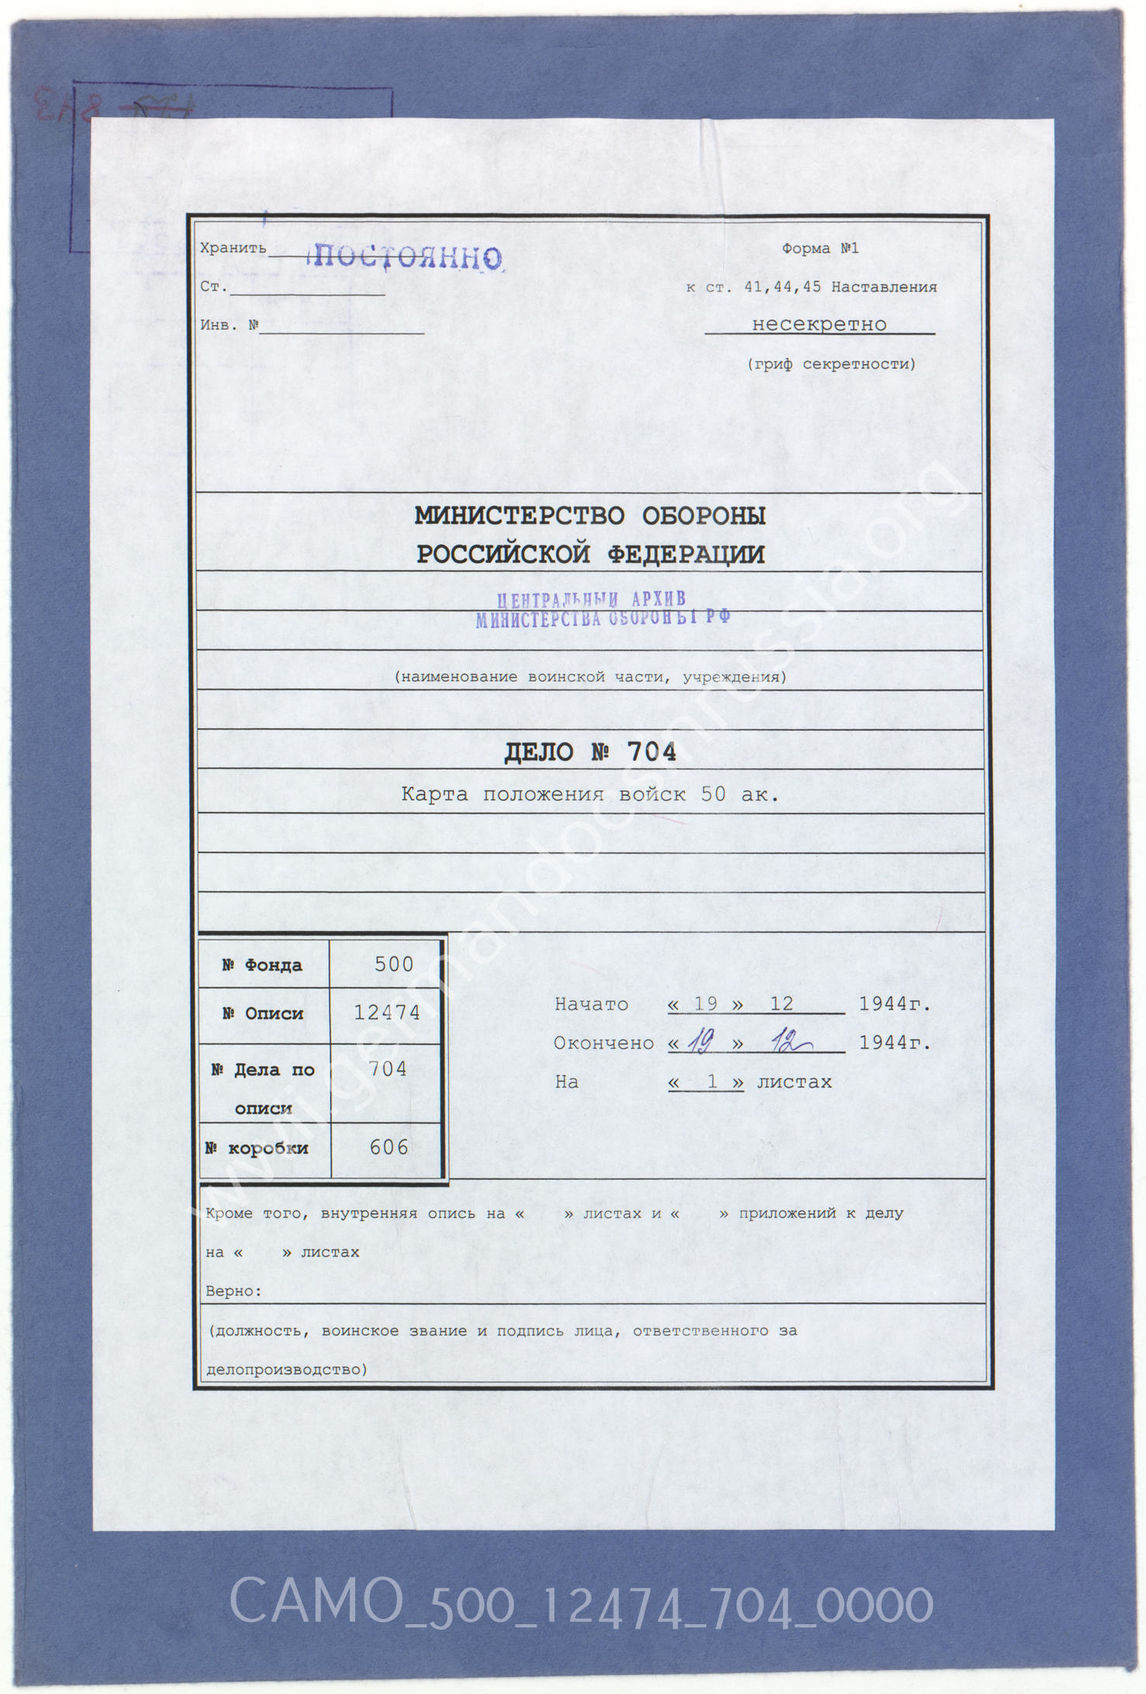 Хранить ПОСТОЯННО
Форма №1
Ст.
к ст. 41,44,45 Наставления
Инв. №
несекретно
(гриф секретности)
МИНИСТЕРСТВО ОБОРОНЫ
РОССИЙСКОЙ ФЕДЕРАЦИИ
ЦЕНТРАЛЬНЫЙ АРХИВ
МИНИСТЕРСТВА ОБОРОНЫ РФ
(наименование воинской части, учреждения)
ДЕЛО № 704
Карта положения войск 50 ак.
№ Фонда 500
№ Описи 12474
№ Дела по описи 704
№ коробки 606
Начато « 19 » 12 1944г.
Окончено « 19 » 12 1944г.
На « 1 » листах
Кроме того, внутренняя опись на « » листах и « » приложений к делу
на « » листах
Верно:
(должность, воинское звание и подпись лица, ответственного за
делопроизводство)
www.germandocsinrussia.org
CAMO_500_12474_704_0000